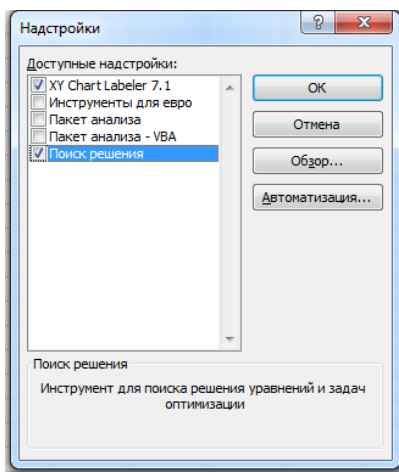 Надстройки
Доступные надстройки:
XY Chart Labeler 7.1
Инструменты для евро
Пакет анализа
Пакет анализа - VBA
Поиск решения
ОК
Отмена
Обзор...
Автоматизация...
Поиск решения
Инструмент для поиска решения уравнений и задач
оптимизации